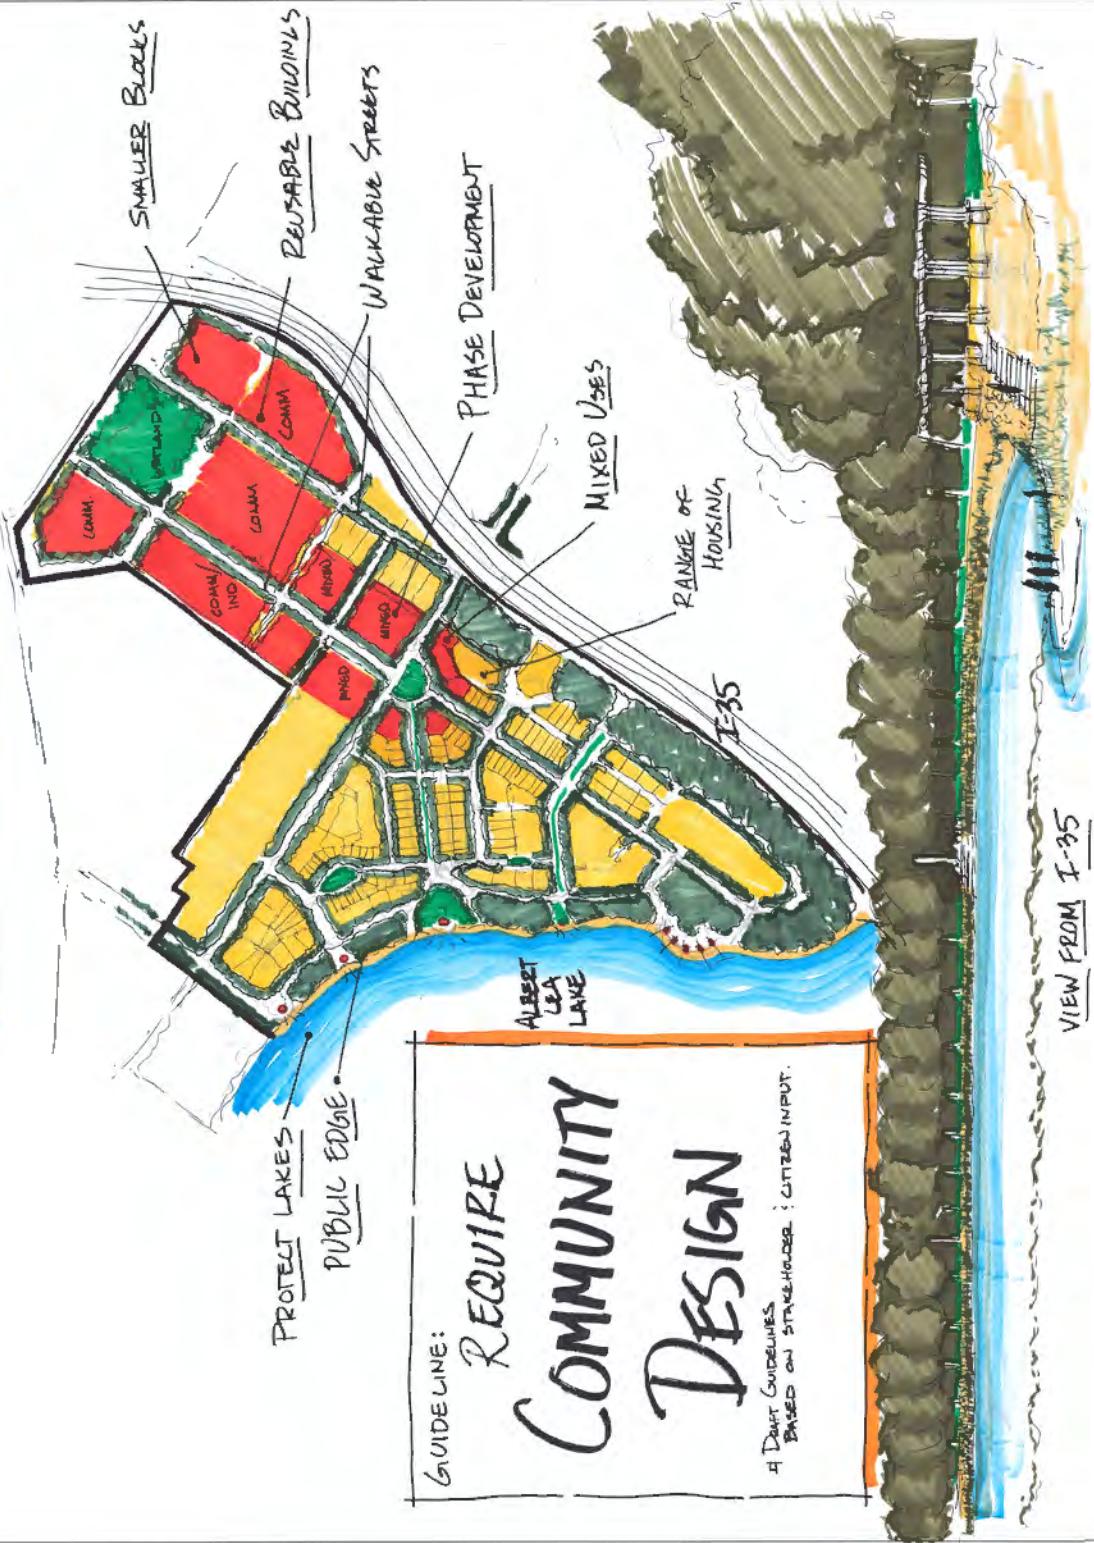 GUIDELINE:
REQUIRE
COMMUNITY
DESIGN
DRAFT GUIDELINES
BASED ON STAKEHOLDER & CITIZEN INPUT.
PROTECT LAKES
PUBLIC EDGE
ALBERT
LEA
LAKE
SMALLER BLOCKS
REUSABLE BUILDINGS
WALKABLE STREETS
PHASE DEVELOPMENT
MIXED USES
RANGE OF
HOUSING
I-35
COMM.
WETLANDS
COMM
COMM
COMM/
IND
MIXED
MIXED
MIXED
VIEW FROM I-35